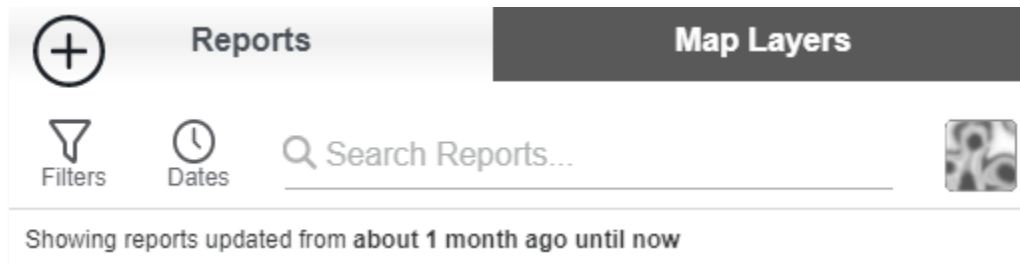 Reports
Map Layers
Filters
Dates
Search Reports...
Showing reports updated from about 1 month ago until now